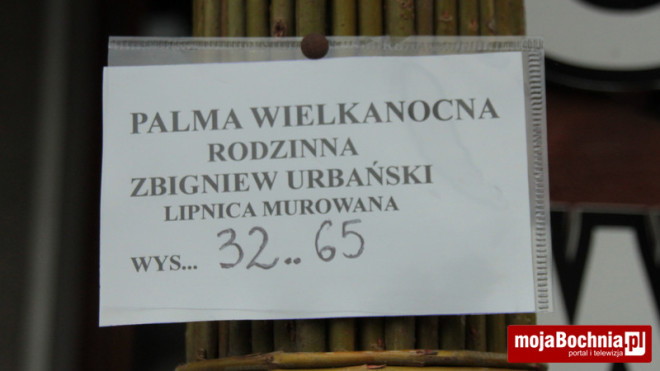 PALMA WIELKANOCNA
RODZINNA
ZBIGNIEW URBAŃSKI
LIPNICA MUROWANA
WYS... 32..65
mojaBochnia.pl
portal i telewizja